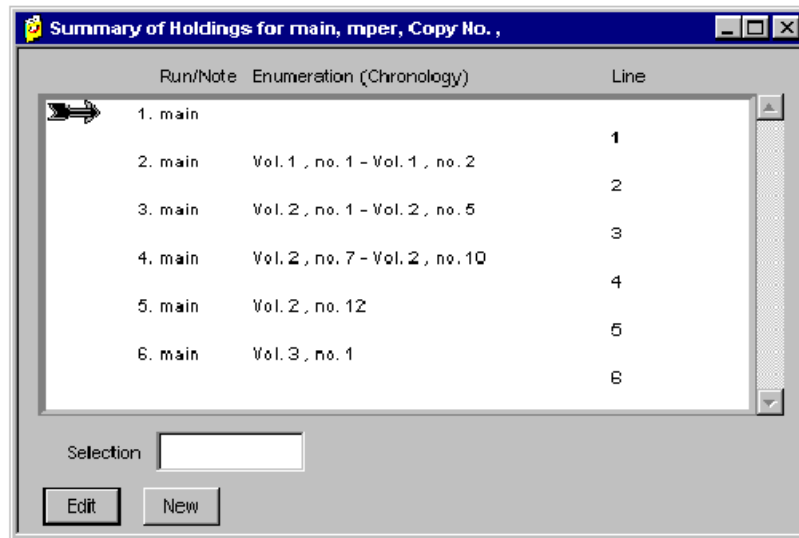 Summary of Holdings for main, mper, Copy No. ,
Run/Note Enumeration (Chronology) Line
1. main
1
2. main Vol. 1 , no. 1 - Vol. 1 , no. 2
2
3. main Vol. 2 , no. 1 - Vol. 2 , no. 5
3
4. main Vol. 2 , no. 7 - Vol. 2 , no. 10
4
5. main Vol. 2 , no. 12
5
6. main Vol. 3 , no. 1
6
Selection
Edit New